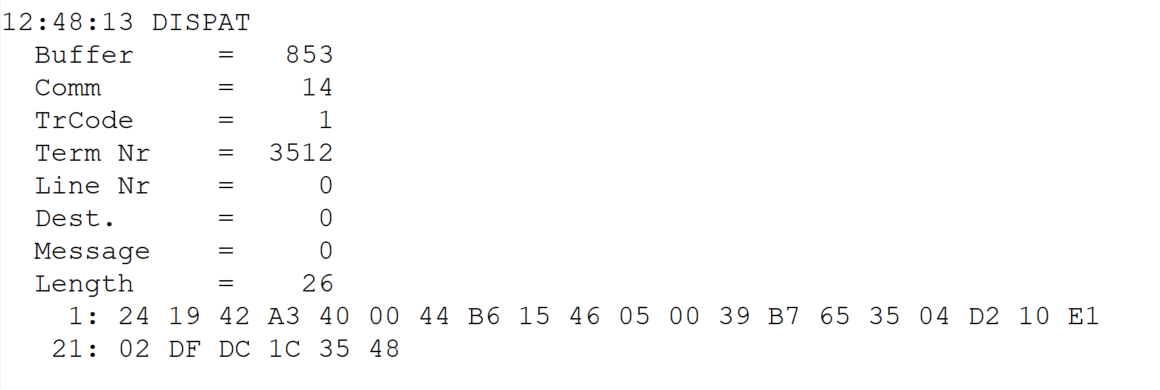 12:48:13 DISPAT
Buffer = 853
Comm = 14
TrCode = 1
Term Nr = 3512
Line Nr = 0
Dest. = 0
Message = 0
Length = 26
1: 24 19 42 A3 40 00 44 B6 15 46 05 00 39 B7 65 35 04 D2 10 E1
21: 02 DF DC 1C 35 48